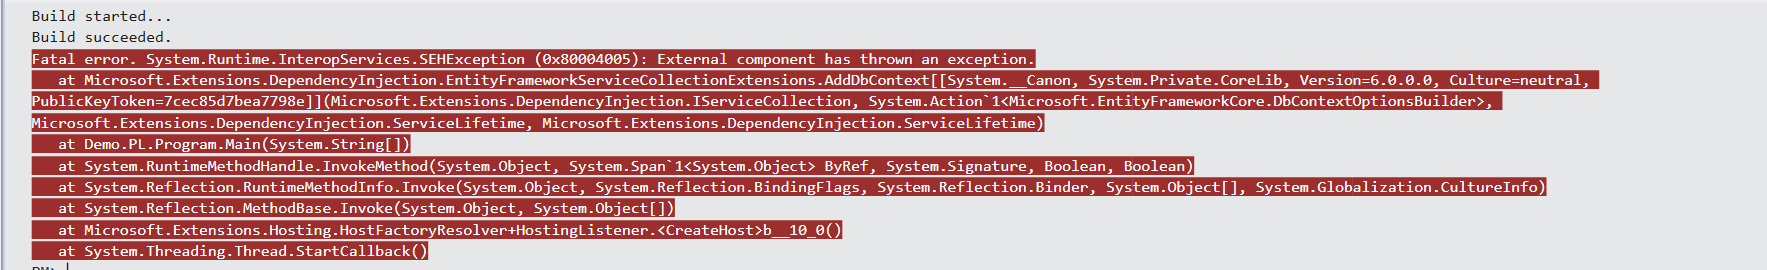 Build started...
Build succeeded.
Fatal error. System.Runtime.InteropServices.SEHException (0x80004005): External component has thrown an exception.
   at Microsoft.Extensions.DependencyInjection.EntityFrameworkServiceCollectionExtensions.AddDbContext[[System.__Canon, System.Private.CoreLib, Version=6.0.0.0, Culture=neutral,
PublicKeyToken=7cec85d7bea7798e]](Microsoft.Extensions.DependencyInjection.IServiceCollection, System.Action`1<Microsoft.EntityFrameworkCore.DbContextOptionsBuilder>,
Microsoft.Extensions.DependencyInjection.ServiceLifetime, Microsoft.Extensions.DependencyInjection.ServiceLifetime)
   at Demo.PL.Program.Main(System.String[])
   at System.RuntimeMethodHandle.InvokeMethod(System.Object, System.Span`1<System.Object> ByRef, System.Signature, Boolean, Boolean)
   at System.Reflection.RuntimeMethodInfo.Invoke(System.Object, System.Reflection.BindingFlags, System.Reflection.Binder, System.Object[], System.Globalization.CultureInfo)
   at System.Reflection.MethodBase.Invoke(System.Object, System.Object[])
   at Microsoft.Extensions.Hosting.HostFactoryResolver+HostingListener.<CreateHost>b__10_0()
   at System.Threading.Thread.StartCallback()